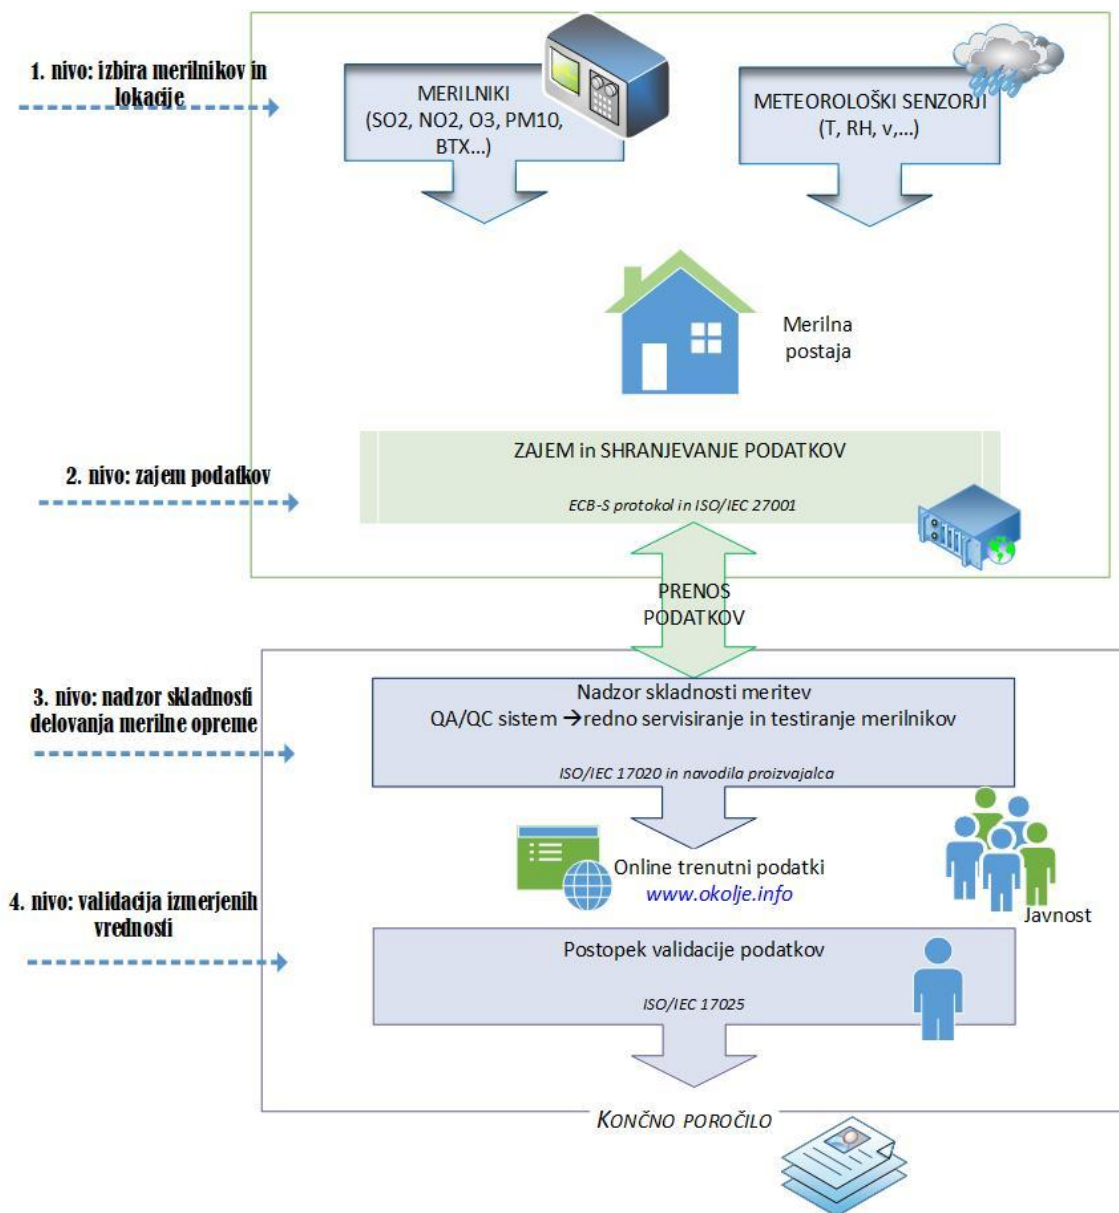 1. nivo: izbira merilnikov in
lokacije
MERILNIKI
(SO2, NO2, O3, PM10,
BTX...)
METEOROLOŠKI SENZORJI
(T, RH, v,...)
Merilna
postaja
2. nivo: zajem podatkov
ZAJEM in SHRANJEVANJE PODATKOV
ECB-S protokol in ISO/IEC 27001
PRENOS
PODATKOV
3. nivo: nadzor skladnosti
delovanja merilne opreme
Nadzor skladnosti meritev
QA/QC sistem →redno servisiranje in testiranje merilnikov
ISO/IEC 17020 in navodila proizvajalca
Online trenutni podatki
www.okolje.info
Javnost
4. nivo: validacija izmerjenih
vrednosti
Postopek validacije podatkov
ISO/IEC 17025
KONČNO POROČILO